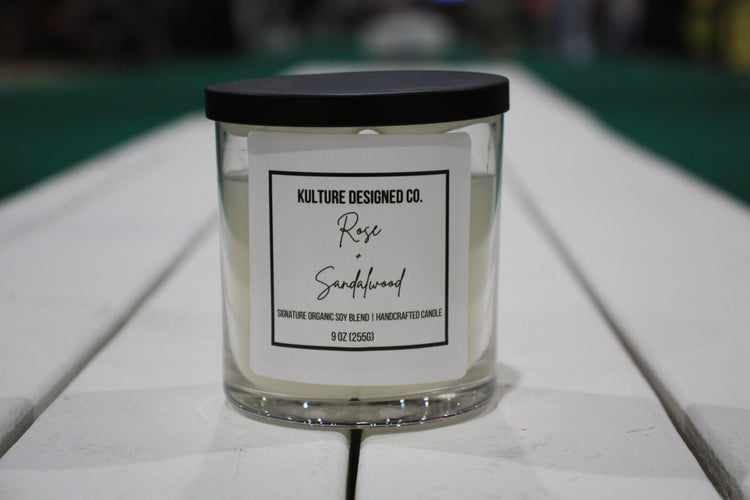 KULTURE DESIGNED CO.
Rose
+
Sandalwood
SIGNATURE ORGANIC SOY BLEND | HANDCRAFTED CANDLE
9 OZ (255G)